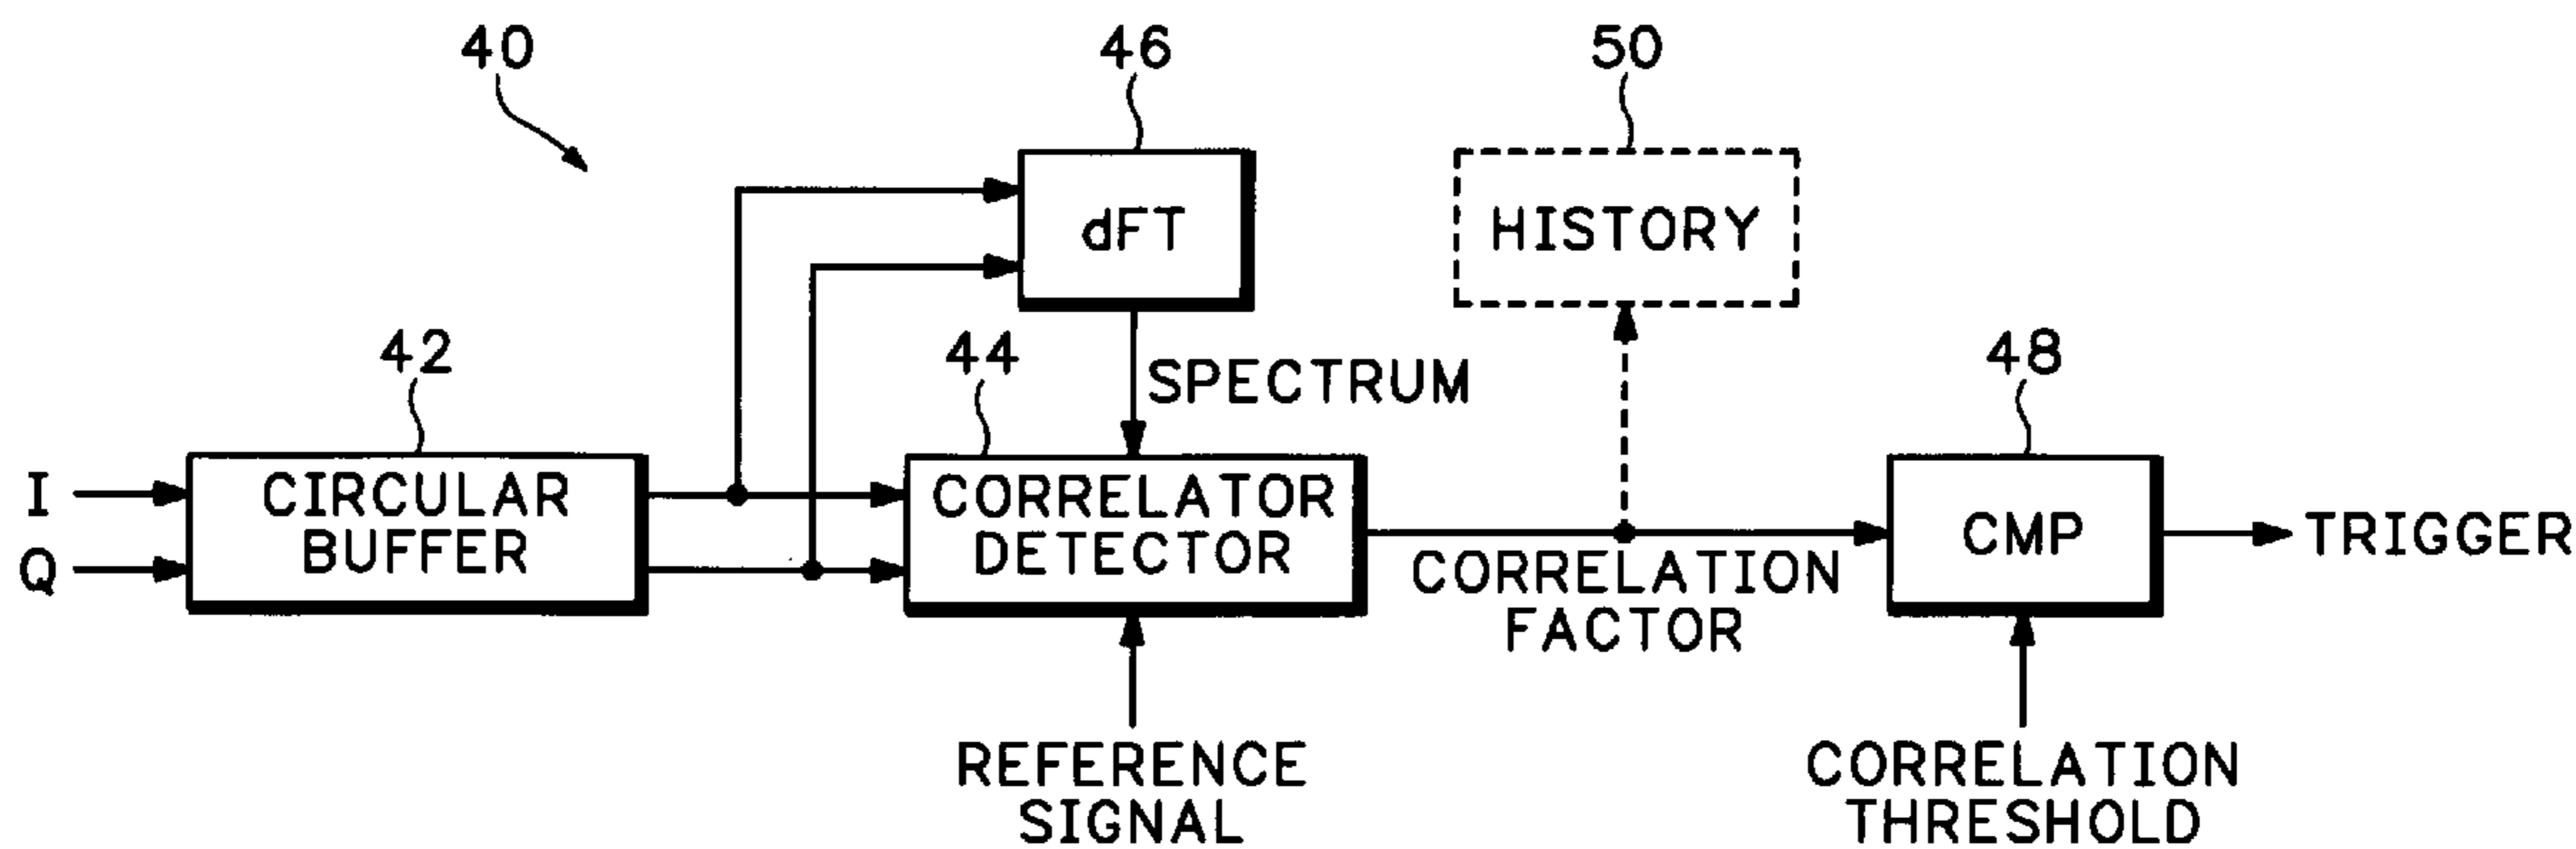 40
46
50
dFT
HISTORY
42
44
SPECTRUM
48
I
Q
CIRCULAR
BUFFER
CORRELATOR
DETECTOR
CORRELATION
FACTOR
CMP
TRIGGER
REFERENCE
SIGNAL
CORRELATION
THRESHOLD